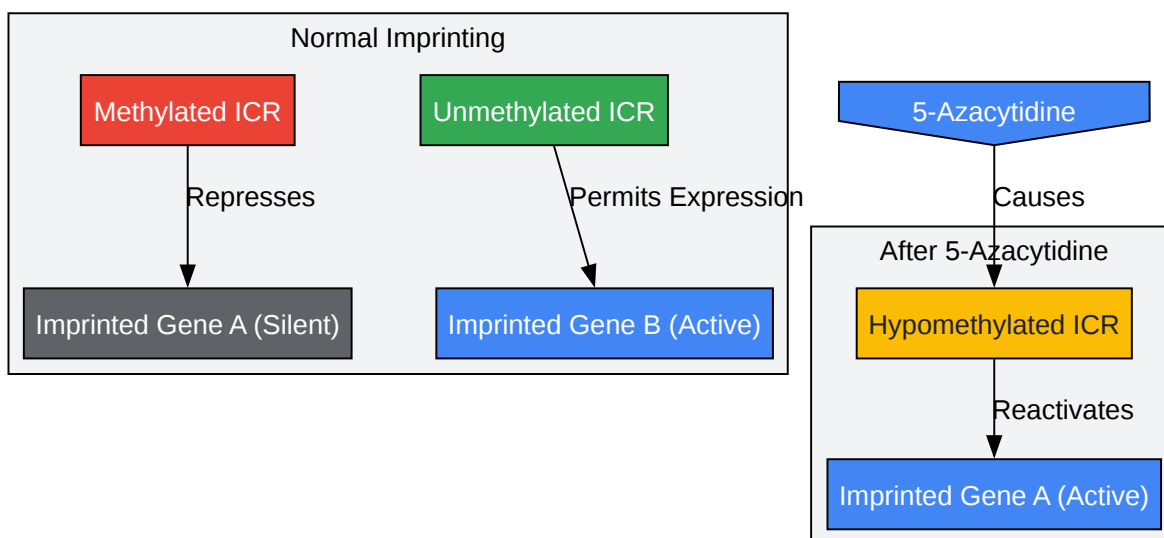 Normal Imprinting
Methylated ICR
Unmethylated ICR
5-Azacytidine
Represses
Permits Expression
Causes
After 5-Azacytidine
Imprinted Gene A (Silent)
Imprinted Gene B (Active)
Hypomethylated ICR
Reactivates
Imprinted Gene A (Active)